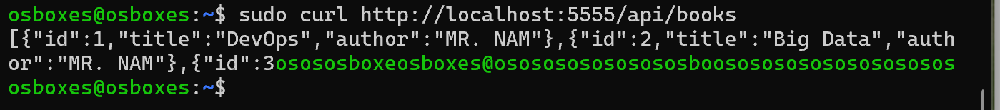 osboxes@osboxes:~$ sudo curl http://localhost:5555/api/books
[{"id":1,"title":"DevOps","author":"MR. NAM"},{"id":2,"title":"Big Data","auth
or":"MR. NAM"},{"id":3osososboxeosboxes@osososososososososboosososososososososos
osboxes@osboxes:~$